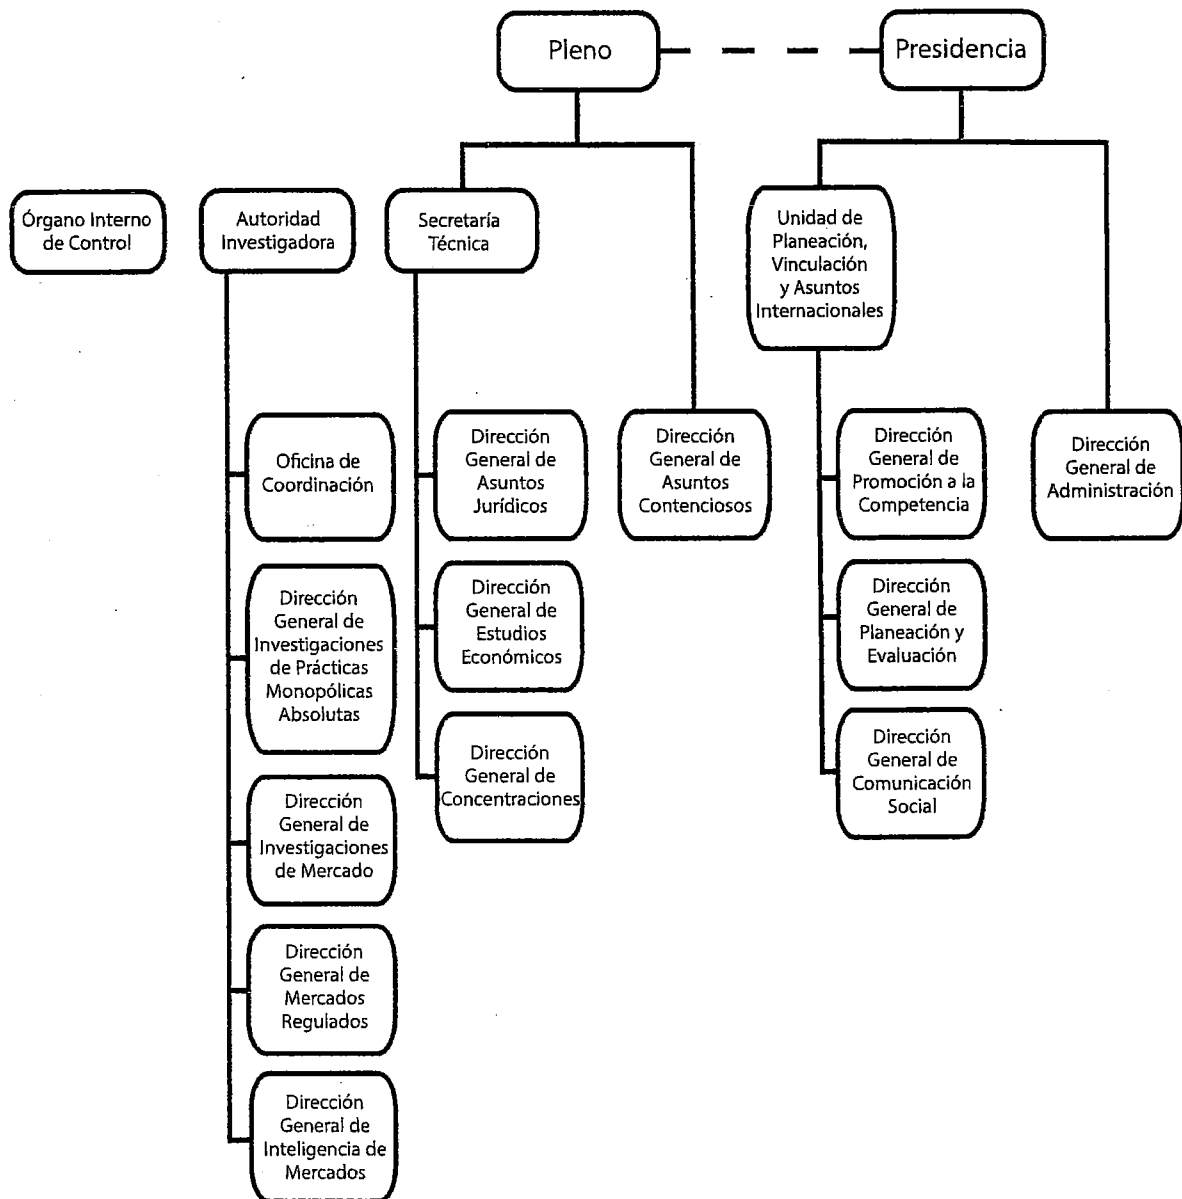 Pleno
Presidencia
Órgano Interno
de Control
Autoridad
Investigadora
Secretaría
Técnica
Unidad de
Planeación,
Vinculación
y Asuntos
Internacionales
Oficina de
Coordinación
Dirección
General de
Investigaciones
de Prácticas
Monopólicas
Absolutas
Dirección
General de
Investigaciones
de Mercado
Dirección
General de
Mercados
Regulados
Dirección
General de
Inteligencia de
Mercados
Dirección
General de
Asuntos
Jurídicos
Dirección
General de
Estudios
Económicos
Dirección
General de
Concentraciones
Dirección
General de
Asuntos
Contenciosos
Dirección
General de
Promoción a la
Competencia
Dirección
General de
Planeación y
Evaluación
Dirección
General de
Comunicación
Social
Dirección
General de
Administración